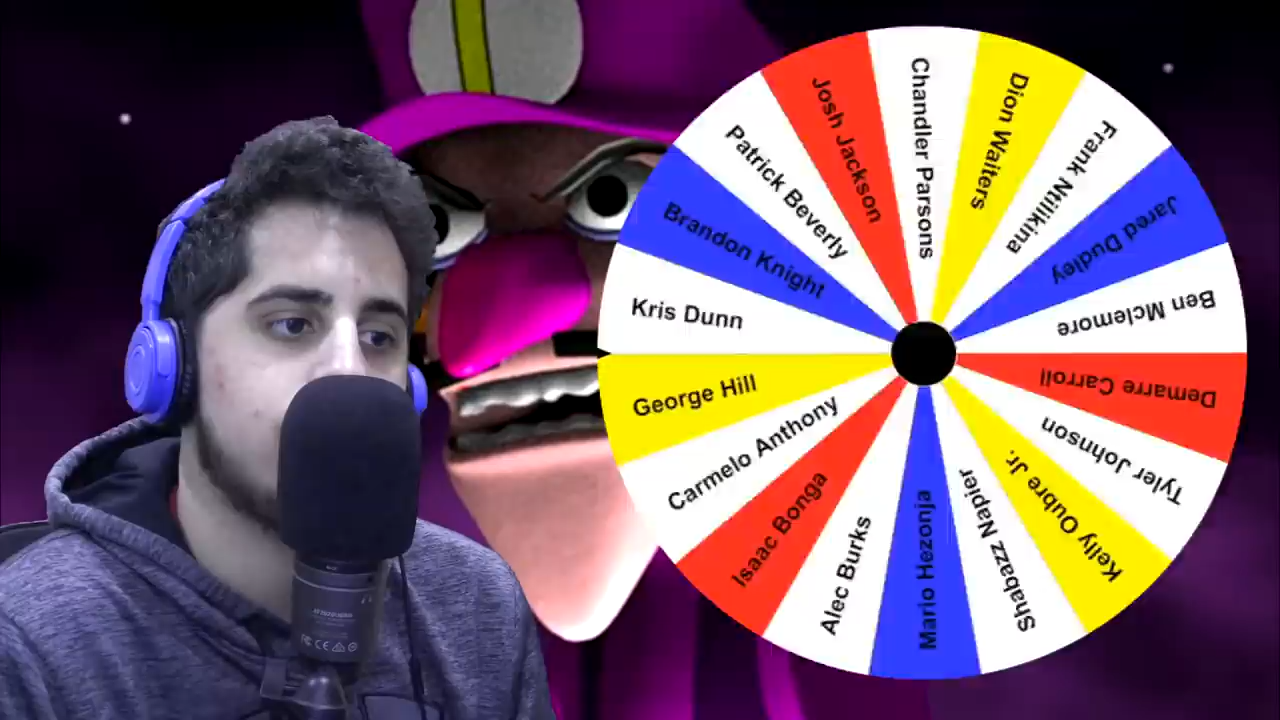 Chandler Parsons
Dion Waiters
Frank Ntilikina
Jared Dudley
Ben Mclemore
Demarre Carroll
Tyler Johnson
Kelly Oubre Jr.
Shabazz Napier
Mario Hezonja
Alec Burks
Isaac Bonga
Carmelo Anthony
George Hill
Kris Dunn
Brandon Knight
Patrick Beverly
Josh Jackson